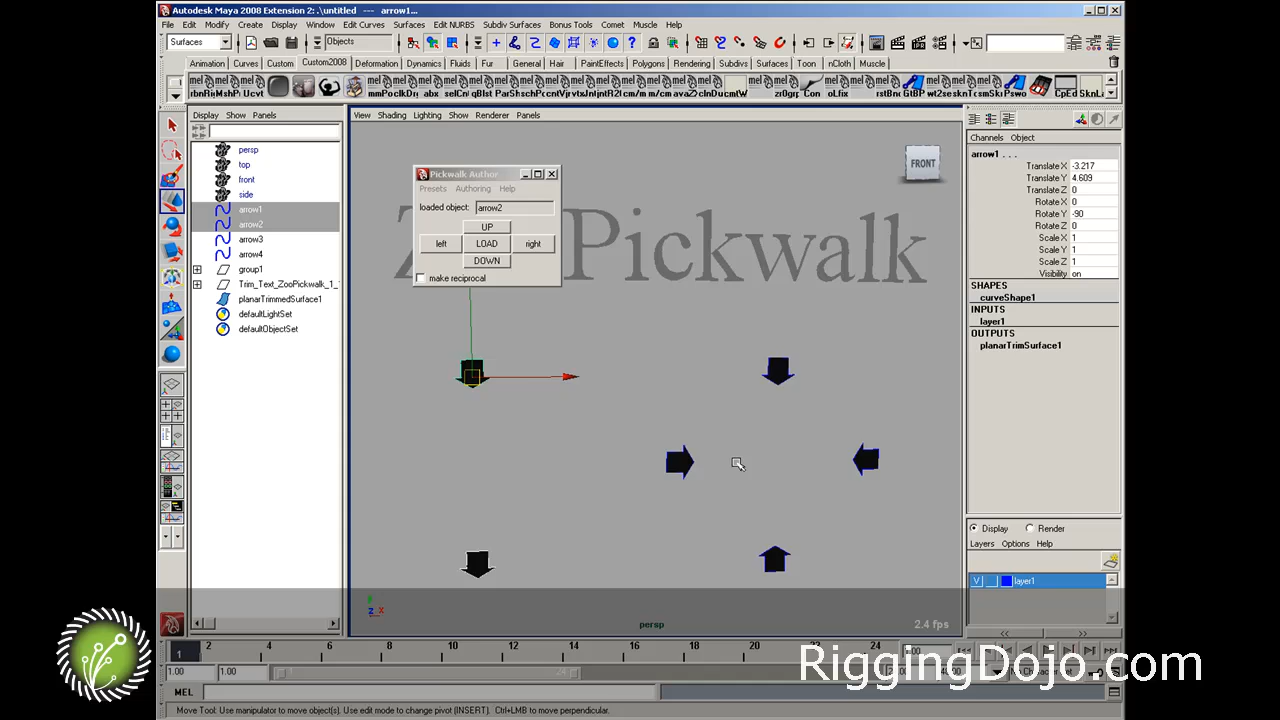 Autodesk Maya 2008 Extension 2: .\untitled --- arrow1...
File Edit Modify Create Display Window Edit Curves Surfaces Edit NURBS Subdiv Surfaces Bonus Tools Comet Muscle Help
Surfaces Objects
Animation Curves Custom Custom2008 Deformation Dynamics Fluids Fur General Hair PaintEffects Polygons Rendering Subdivs Surfaces Toon nCloth Muscle
Display Show Panels
View Shading Lighting Show Renderer Panels
persp
top
front
side
arrow1
arrow2
arrow3
arrow4
group1
Trim_Text_ZooPickwalk_1_
planarTrimmedSurface1
defaultLightSet
defaultObjectSet
Pickwalk Author
Presets Authoring Help
loaded object: arrow2
UP
left LOAD right
DOWN
make reciprocal
Pickwalk
FRONT
persp
2.4 fps
Channels Object
arrow1 . . .
Translate X -3.217
Translate Y 4.609
Translate Z 0
Rotate X 0
Rotate Y -90
Rotate Z 0
Scale X 1
Scale Y 1
Scale Z 1
Visibility on
SHAPES
curveShape1
INPUTS
layer1
OUTPUTS
planarTrimSurface1
Display Render
Layers Options Help
V layer1
1 2 4 6 8 10 11 13 15 18 20 22 24
1.00 1.00 24
MEL
Move Tool: Use manipulator to move object(s). Use edit mode to change pivot (INSERT). Ctrl+LMB to move perpendicular.
RiggingDojo.com